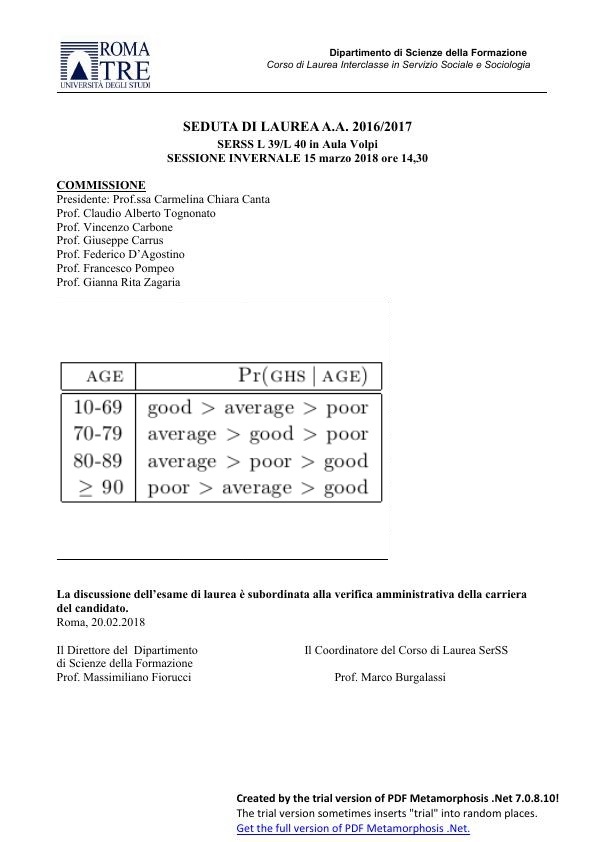 ROMA
TRE
UNIVERSITÀ DEGLI STUDI
Dipartimento di Scienze della Formazione
Corso di Laurea Interclasse in Servizio Sociale e Sociologia
SEDUTA DI LAUREA A.A. 2016/2017
SERSS L 39/L 40 in Aula Volpi
SESSIONE INVERNALE 15 marzo 2018 ore 14,30
COMMISSIONE
Presidente: Prof.ssa Carmelina Chiara Canta
Prof. Claudio Alberto Tognonato
Prof. Vincenzo Carbone
Prof. Giuseppe Carrus
Prof. Federico D’Agostino
Prof. Francesco Pompeo
Prof. Gianna Rita Zagaria
AGE Pr(GHS | AGE)
10-69 good > average > poor
70-79 average > good > poor
80-89 average > poor > good
≥ 90 poor > average > good
La discussione dell’esame di laurea è subordinata alla verifica amministrativa della carriera
del candidato.
Roma, 20.02.2018
Il Direttore del Dipartimento Il Coordinatore del Corso di Laurea SerSS
di Scienze della Formazione
Prof. Massimiliano Fiorucci Prof. Marco Burgalassi
Created by the trial version of PDF Metamorphosis .Net 7.0.8.10!
The trial version sometimes inserts "trial" into random places.
Get the full version of PDF Metamorphosis .Net.